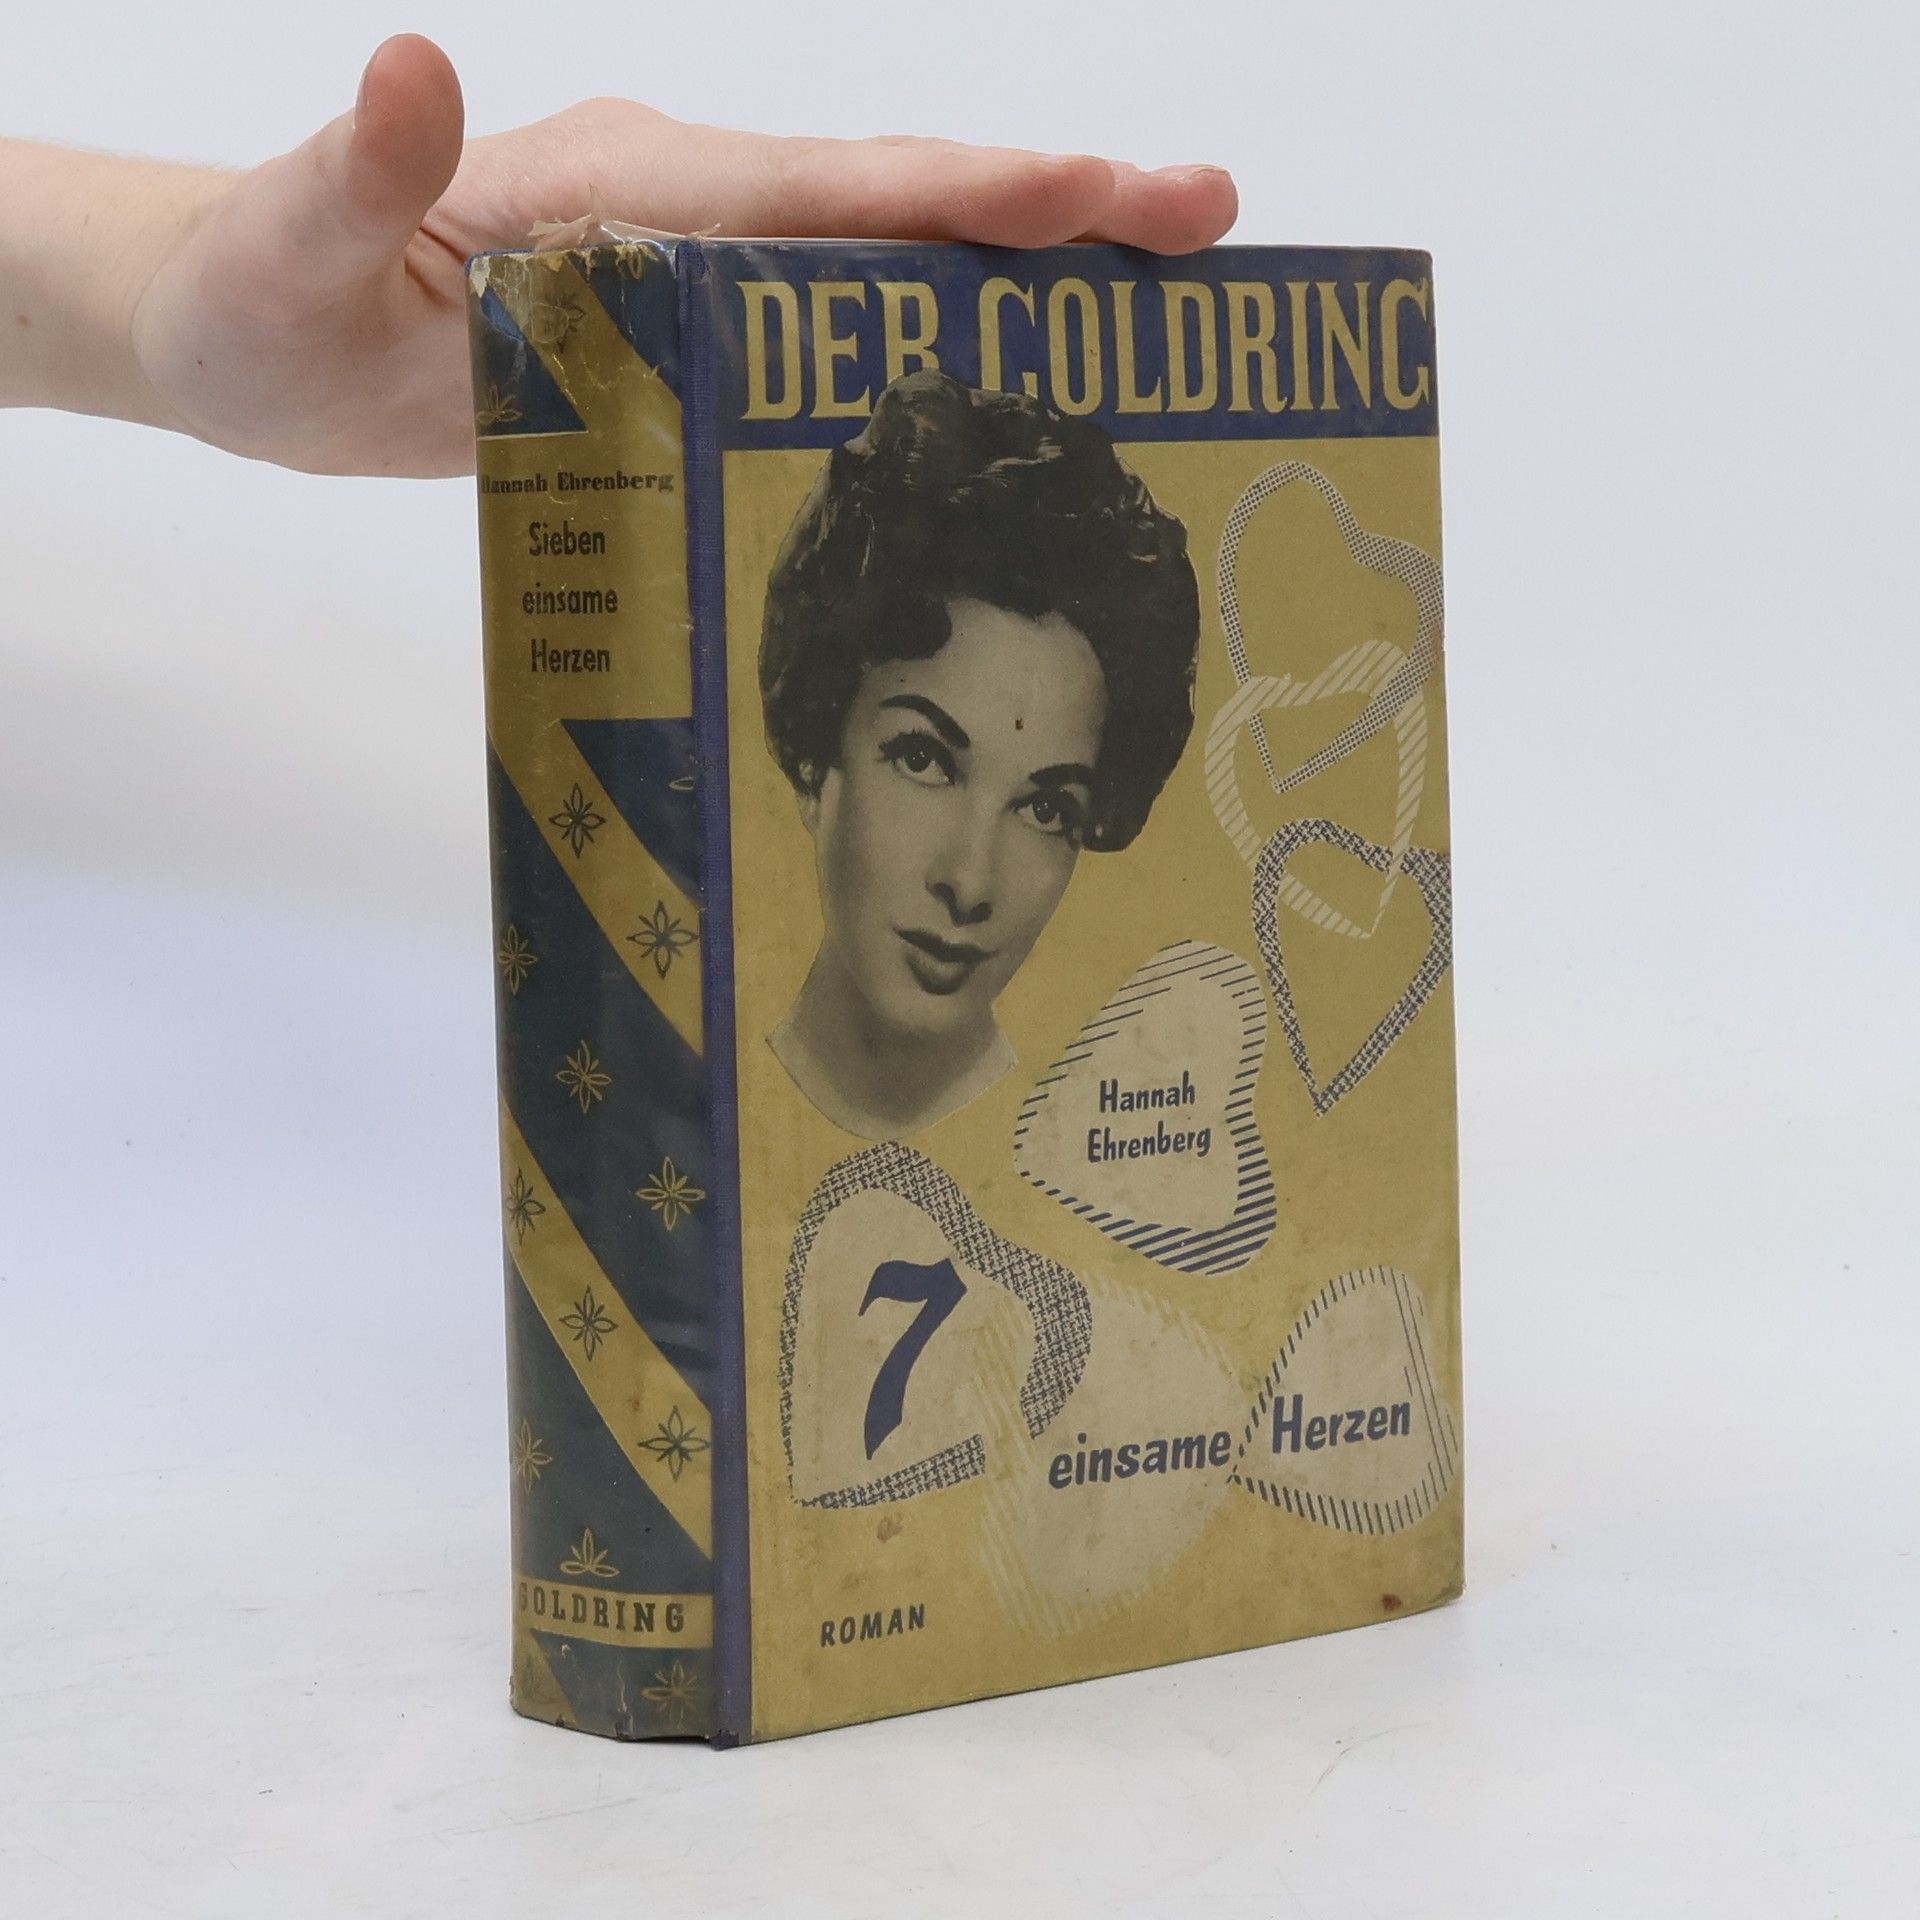 Hannah Ehrenberg
Sieben
einsame
Herzen
GOLDRING
DER GOLDRING
Hannah
Ehrenberg
7
einsame Herzen
ROMAN